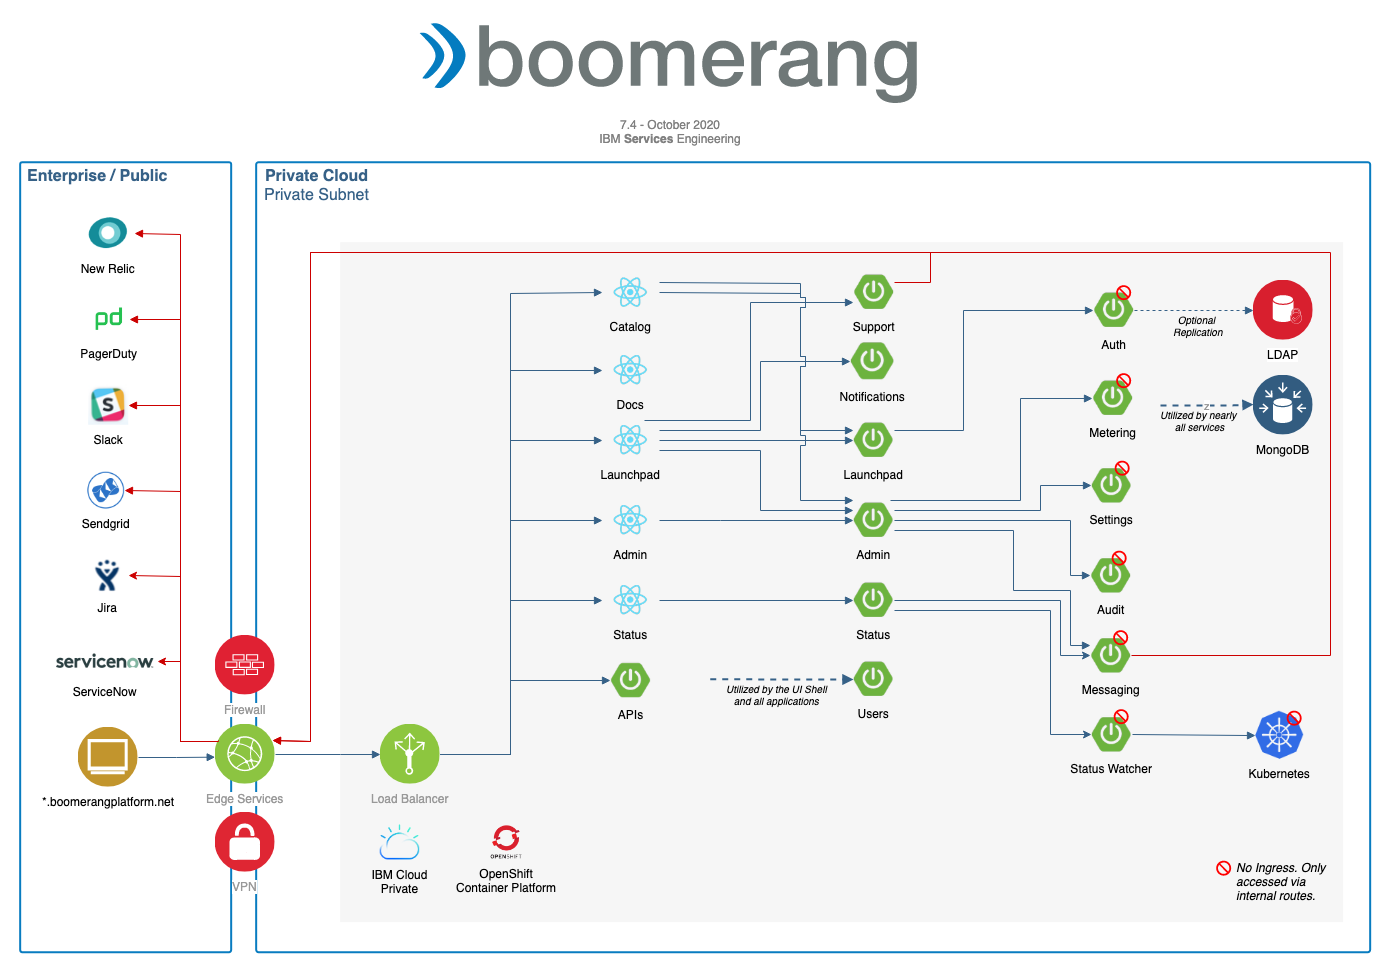 boomerang
7.4 - October 2020
IBM Services Engineering
Enterprise / Public
Private Cloud
Private Subnet
New Relic
pd
PagerDuty
S
Slack
Sendgrid
Jira
servicenow
ServiceNow
*.boomerangplatform.net
Firewall
Edge Services
VPN
Load Balancer
IBM Cloud
Private
OPENSHIFT
OpenShift
Container Platform
Catalog
Docs
Launchpad
Admin
Status
APIs
Utilized by the UI Shell
and all applications
Support
Notifications
Launchpad
Admin
Status
Users
Auth
Metering
Settings
Audit
Messaging
Status Watcher
Optional
Replication
LDAP
Utilized by nearly
all services
MongoDB
Kubernetes
No Ingress. Only
accessed via
internal routes.